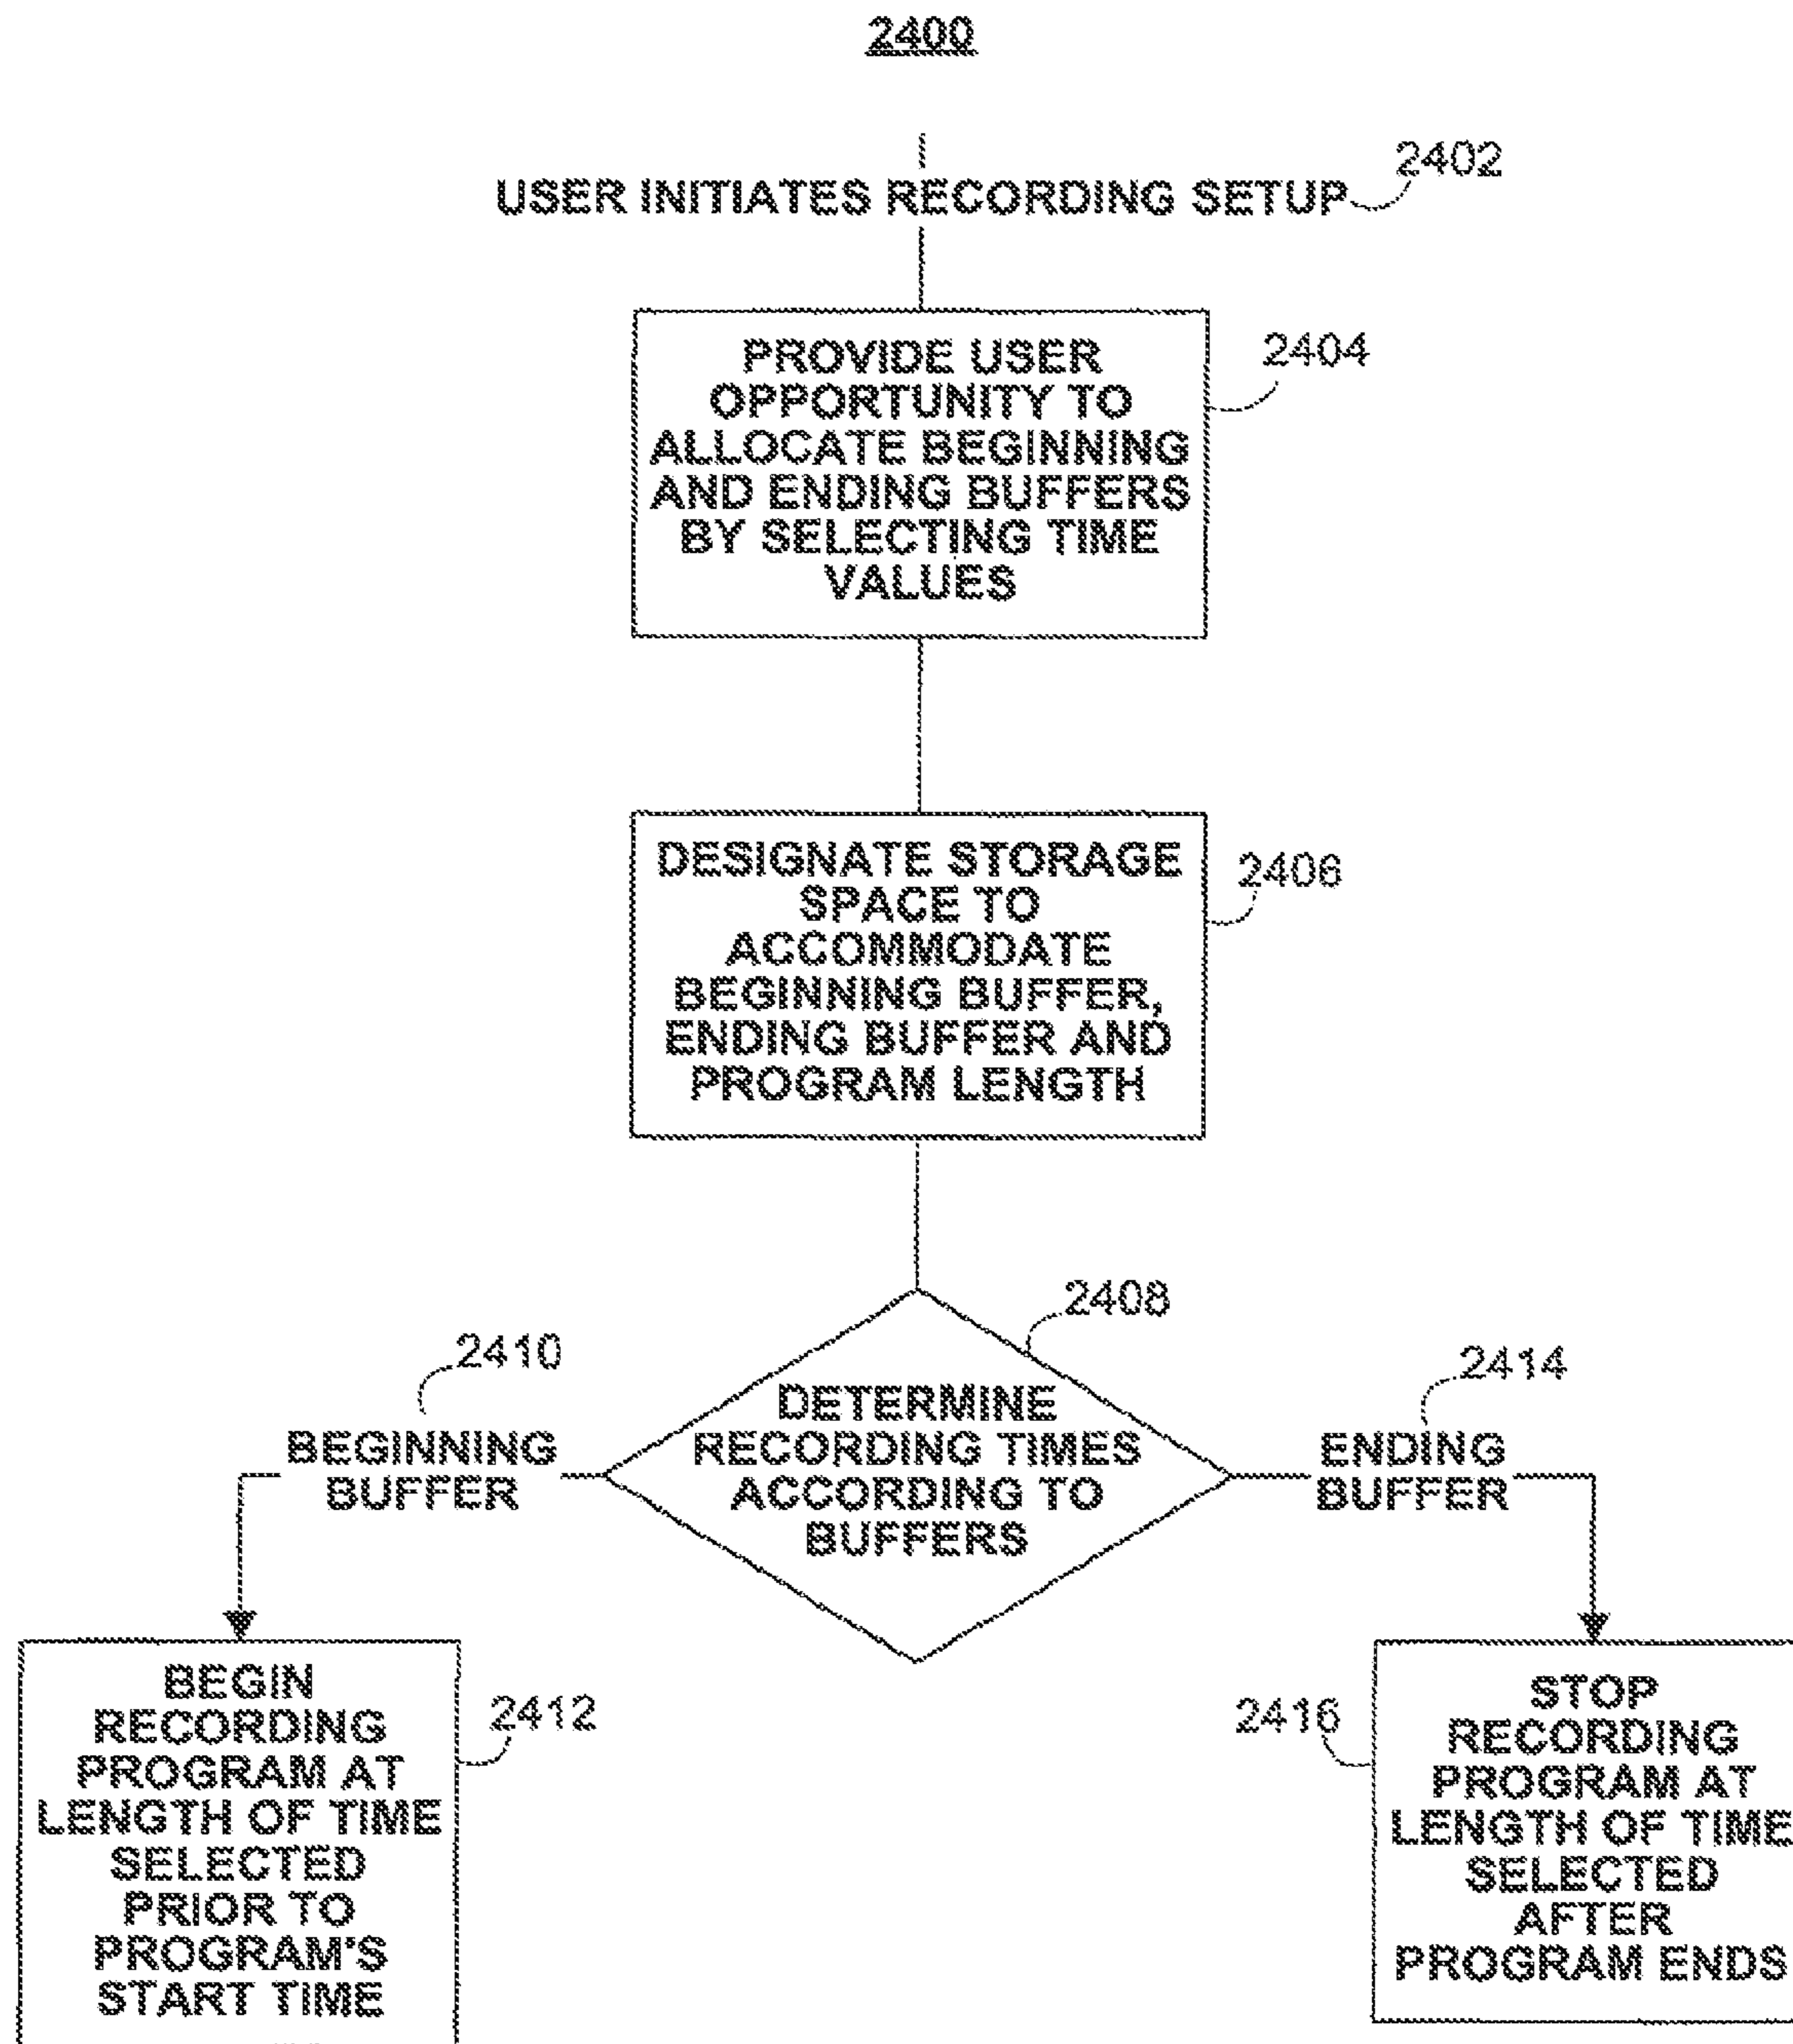 2400
2402
USER INITIATES RECORDING SETUP
PROVIDE USER
OPPORTUNITY TO
ALLOCATE BEGINNING
AND ENDING BUFFERS
BY SELECTING TIME
VALUES
2404
DESIGNATE STORAGE
SPACE TO
ACCOMMODATE
BEGINNING BUFFER,
ENDING BUFFER AND
PROGRAM LENGTH
2406
2408
DETERMINE
RECORDING TIMES
ACCORDING TO
BUFFERS
2410
BEGINNING
BUFFER
2414
ENDING
BUFFER
BEGIN
RECORDING
PROGRAM AT
LENGTH OF TIME
SELECTED
PRIOR TO
PROGRAM'S
START TIME
2412
2416
STOP
RECORDING
PROGRAM AT
LENGTH OF TIME
SELECTED
AFTER
PROGRAM ENDS